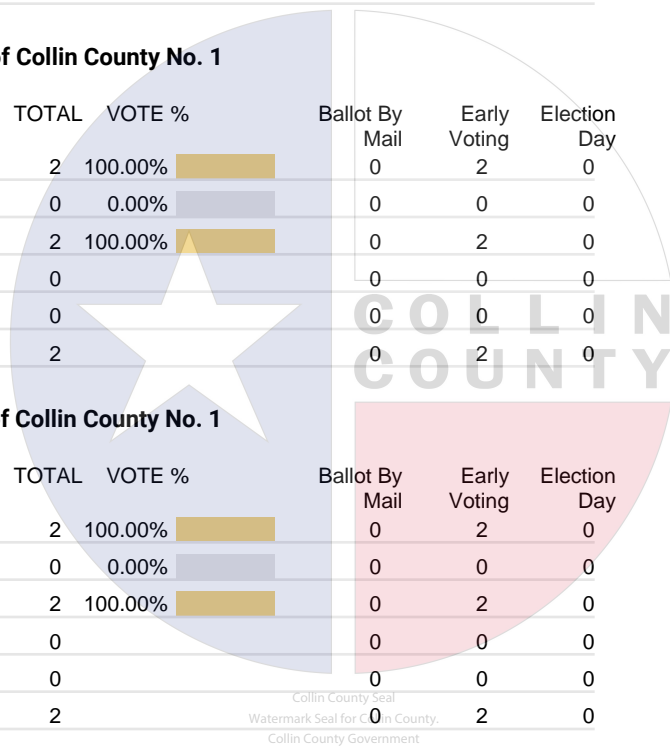 of Collin County No. 1
TOTAL VOTE % Ballot By Mail Early Voting Election Day
2 100.00% 0 2 0
0 0.00% 0 0 0
2 100.00% 0 2 0
0 0 0 0
0 0 0 0
2 0 2 0
COLLIN
COUNTY
of Collin County No. 1
TOTAL VOTE % Ballot By Mail Early Voting Election Day
2 100.00% 0 2 0
0 0.00% 0 0 0
2 100.00% 0 2 0
0 0 0 0
0 0 0 0
2 0 2 0
Collin County Seal
Watermark Seal for Collin County.
Collin County Government